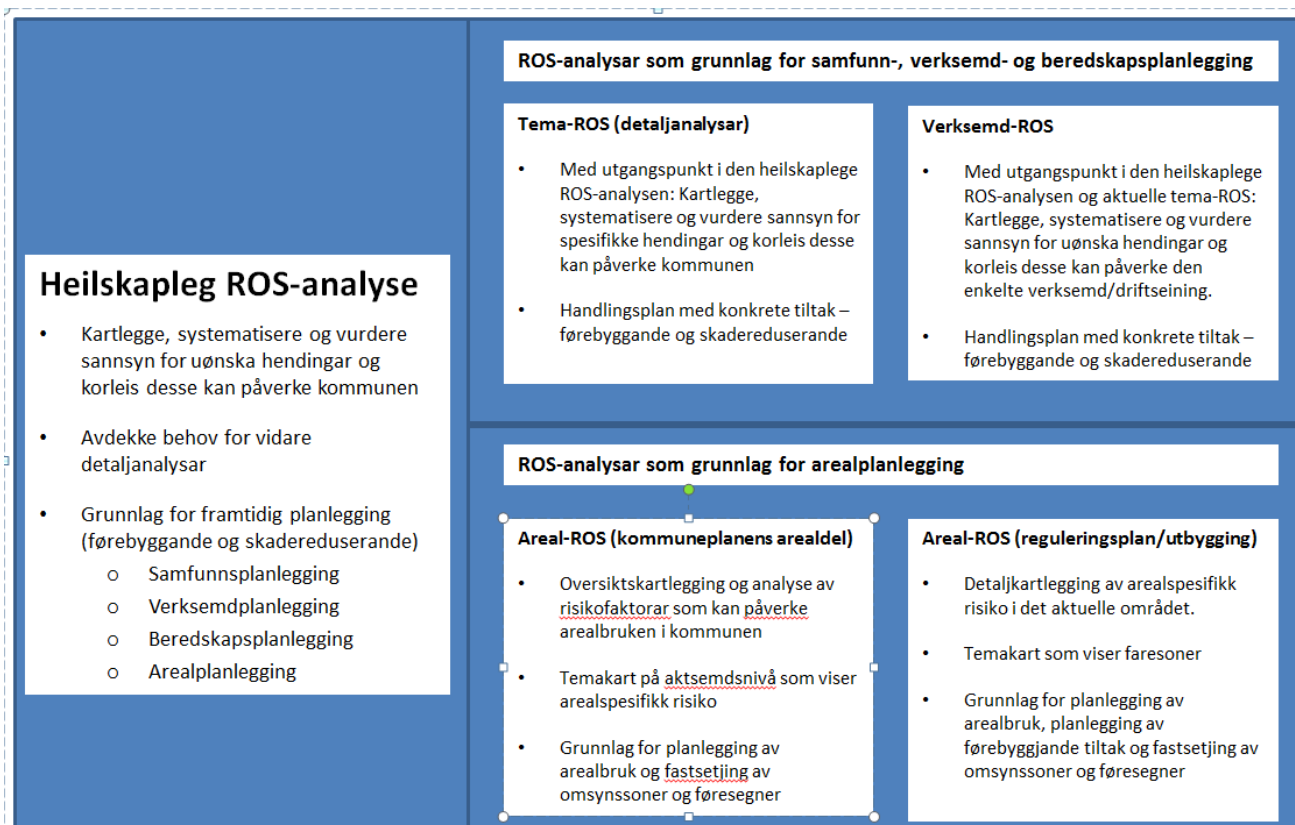 Heilskapleg ROS-analyse
• Kartlegge, systematisere og vurdere
sannsyn for uønska hendingar og
korleis desse kan påverke kommunen
• Avdekke behov for vidare
detaljanalysar
• Grunnlag for framtidig planlegging
(førebyggande og skadereduserande)
o Samfunnsplanlegging
o Verksemdplanlegging
o Beredskapsplanlegging
o Arealplanlegging
ROS-analysar som grunnlag for samfunn-, verksemd- og beredskapsplanlegging
Tema-ROS (detaljanalysar)
• Med utgangspunkt i den heilskaplege
ROS-analysen: Kartlegge,
systematisere og vurdere sannsyn for
spesifikke hendingar og korleis desse
kan påverke kommunen
• Handlingsplan med konkrete tiltak –
førebyggande og skadereduserande
Verksemd-ROS
• Med utgangspunkt i den heilskaplege
ROS-analysen og aktuelle tema-ROS:
Kartlegge, systematisere og vurdere
sannsyn for uønska hendingar og
korleis desse kan påverke den
enkelte verksemd/driftseining.
• Handlingsplan med konkrete tiltak –
førebyggande og skadereduserande
ROS-analysar som grunnlag for arealplanlegging
Areal-ROS (kommuneplanens arealdel)
• Oversiktskartlegging og analyse av
risikofaktorar som kan påverke
arealbruken i kommunen
• Temakart på aktsemdsnivå som viser
arealspesifikk risiko
• Grunnlag for planlegging av
arealbruk og fastsetjing av
omsynssoner og føresegner
Areal-ROS (reguleringsplan/utbygging)
• Detaljkartlegging av arealspesifikk
risiko i det aktuelle området.
• Temakart som viser faresoner
• Grunnlag for planlegging av
arealbruk, planlegging av
førebyggjande tiltak og fastsetjing av
omsynssoner og føresegner